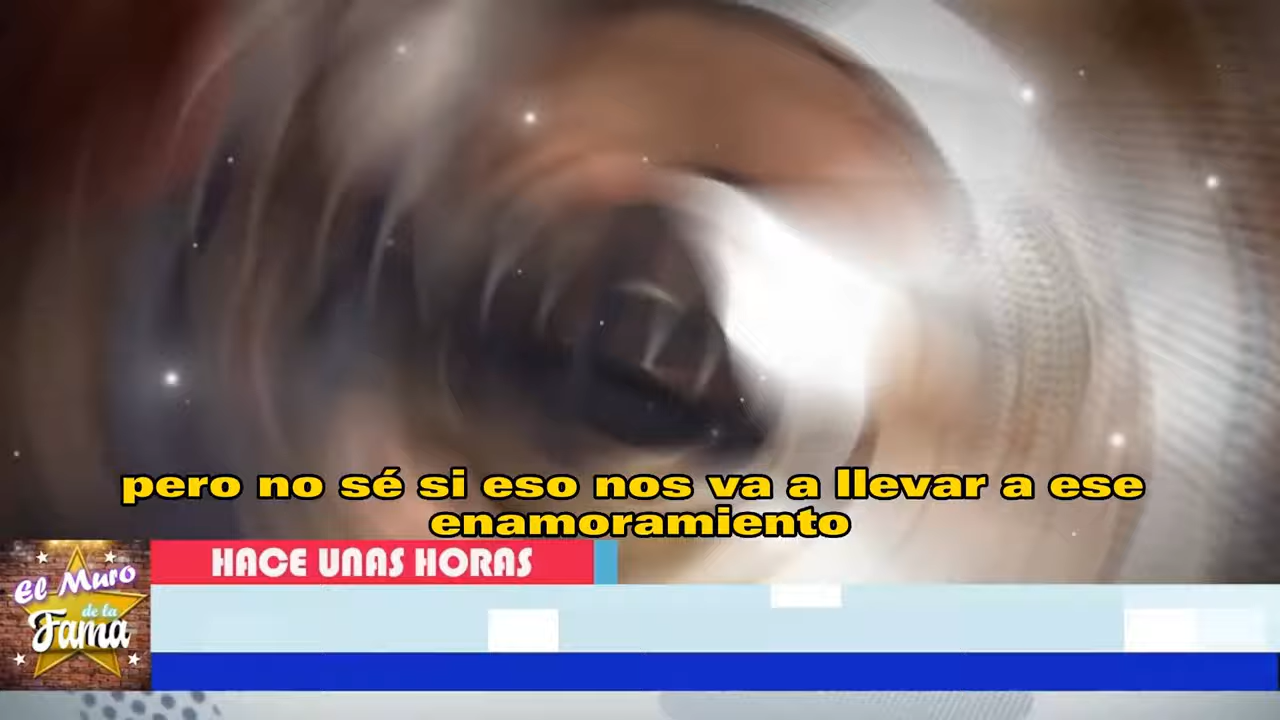 pero no sé si eso nos va a llevar a ese
enamoramiento
HACE UNAS HORAS
El Muro
de la
Fama